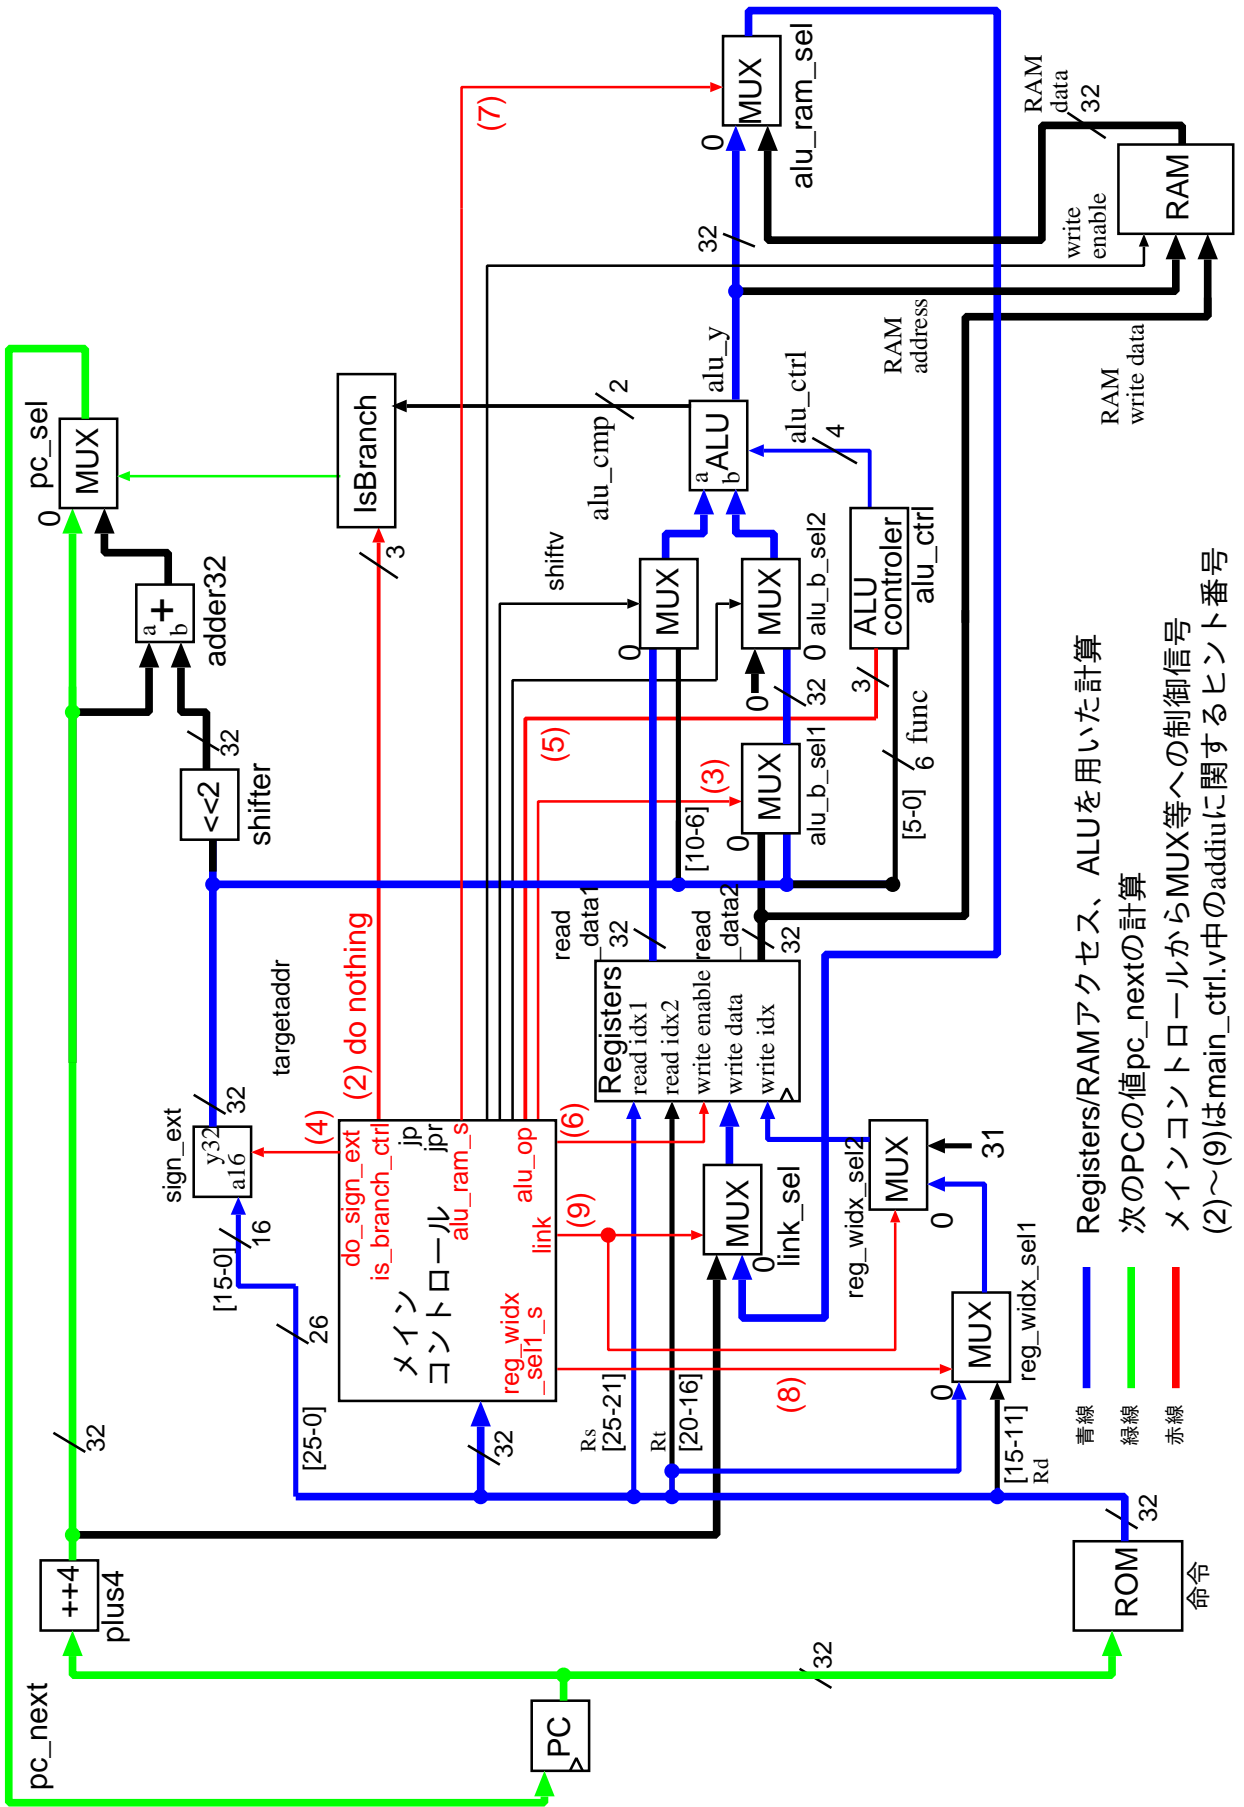 pc_next
PC
++4
plus4
32
32
ROM
命令
32
[25-0]
26
[15-0]
16
sign_ext
a16
y32
32
targetaddr
32
メイン
コントロール
do_sign_ext
is_branch_ctrl
jp
jpr
alu_ram_s
alu_op
link
reg_widx
_sel1_s
(4)
(2) do nothing
(6)
(9)
(8)
Rs
[25-21]
Rt
[20-16]
[15-11]
Rd
0
MUX
reg_widx_sel1
0
MUX
reg_widx_sel2
31
0
MUX
link_sel
Registers
read idx1
read idx2
write enable
write data
write idx
read
_data1
32
read
_data2
32
<<2
shifter
32
a
b
+
adder32
0
MUX
pc_sel
IsBranch
3
[10-6]
0
MUX
shiftv
(3)
0
MUX
alu_b_sel1
32
0
0
MUX
alu_b_sel2
(5)
3
[5-0]
6
func
ALU
controler
alu_ctrl
a
b
ALU
alu_cmp
2
alu_y
alu_ctrl
4
32
(7)
0
MUX
alu_ram_sel
RAM
address
RAM
write data
write
enable
RAM
RAM
data
32
青線 Registers/RAMアクセス、ALUを用いた計算
緑線 次のPCの値pc_nextの計算
赤線 メインコントロールからMUX等への制御信号
(2)〜(9)はmain_ctrl.v中のaddiuに関するヒント番号